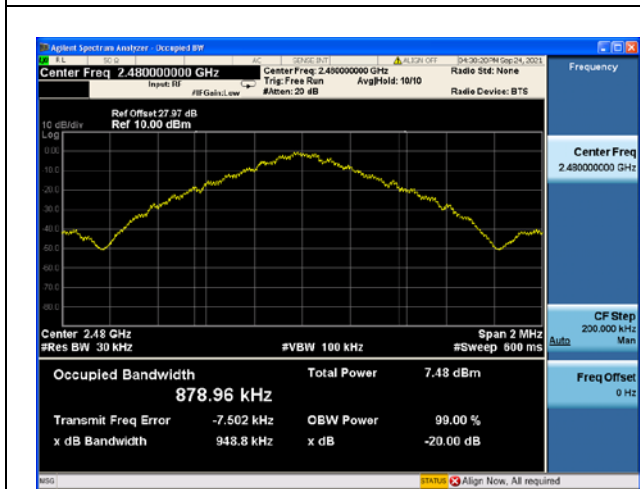 Agilent Spectrum Analyzer - Occupied BW
RL 50 Ω AC SENSE:INT ALIGN OFF 04:30:20PM Sep 24, 2021
Center Freq 2.480000000 GHz
Center Freq: 2.480000000 GHz
Radio Std: None
Input: RF
Trig: Free Run
Avg|Hold: 10/10
#IFGain:Low
#Atten: 20 dB
Radio Device: BTS
Frequency
Ref Offset 27.97 dB
10 dB/div
Ref 10.00 dBm
Log
0.00
-10.0
-20.0
-30.0
-40.0
-50.0
-60.0
-70.0
-80.0
Center Freq
2.480000000 GHz
Center 2.48 GHz
Span 2 MHz
#Res BW 30 kHz
#VBW 100 kHz
#Sweep 500 ms
CF Step
200.000 kHz
Auto Man
Occupied Bandwidth
878.96 kHz
Total Power 7.48 dBm
Transmit Freq Error -7.502 kHz
OBW Power 99.00 %
x dB Bandwidth 948.8 kHz
x dB -20.00 dB
Freq Offset
0 Hz
MSG
STATUS Align Now, All required